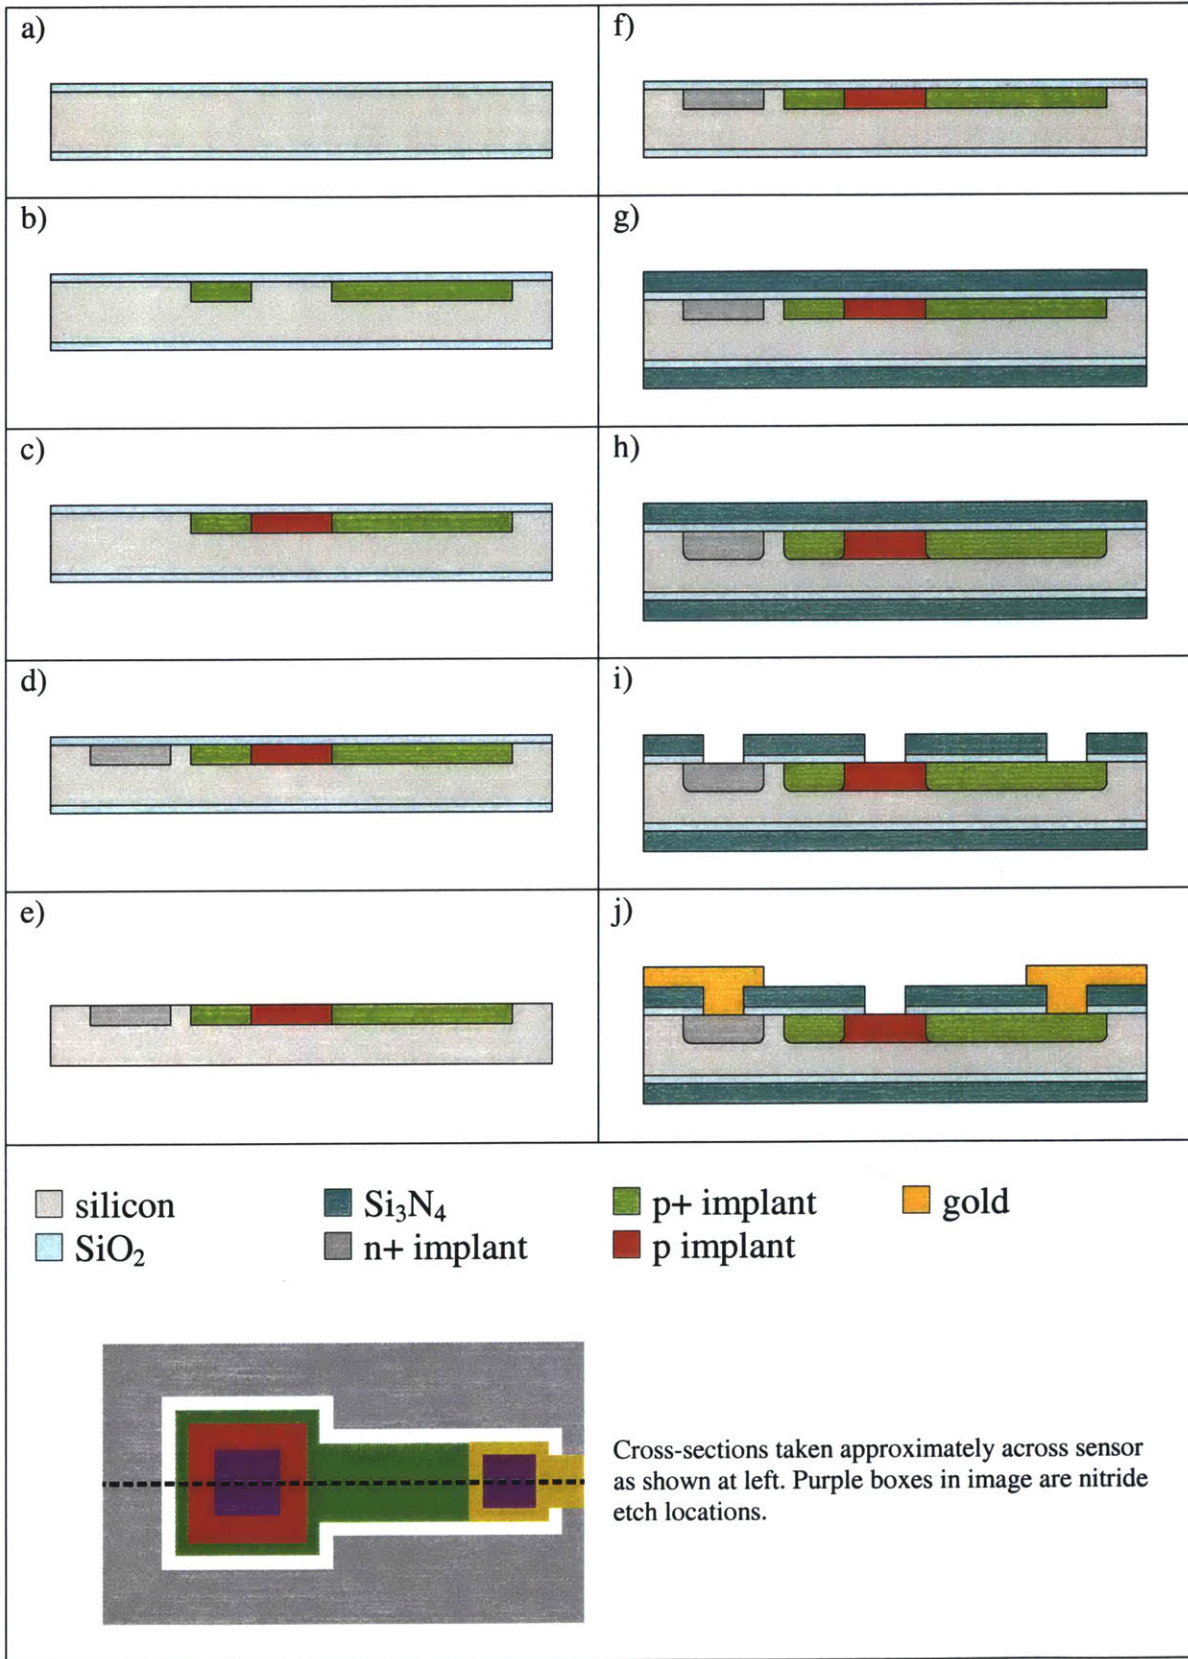 a)
f)
b)
g)
c)
h)
d)
i)
e)
j)
silicon
Si₃N₄
p+ implant
gold
SiO₂
n+ implant
p implant
Cross-sections taken approximately across sensor
as shown at left. Purple boxes in image are nitride
etch locations.